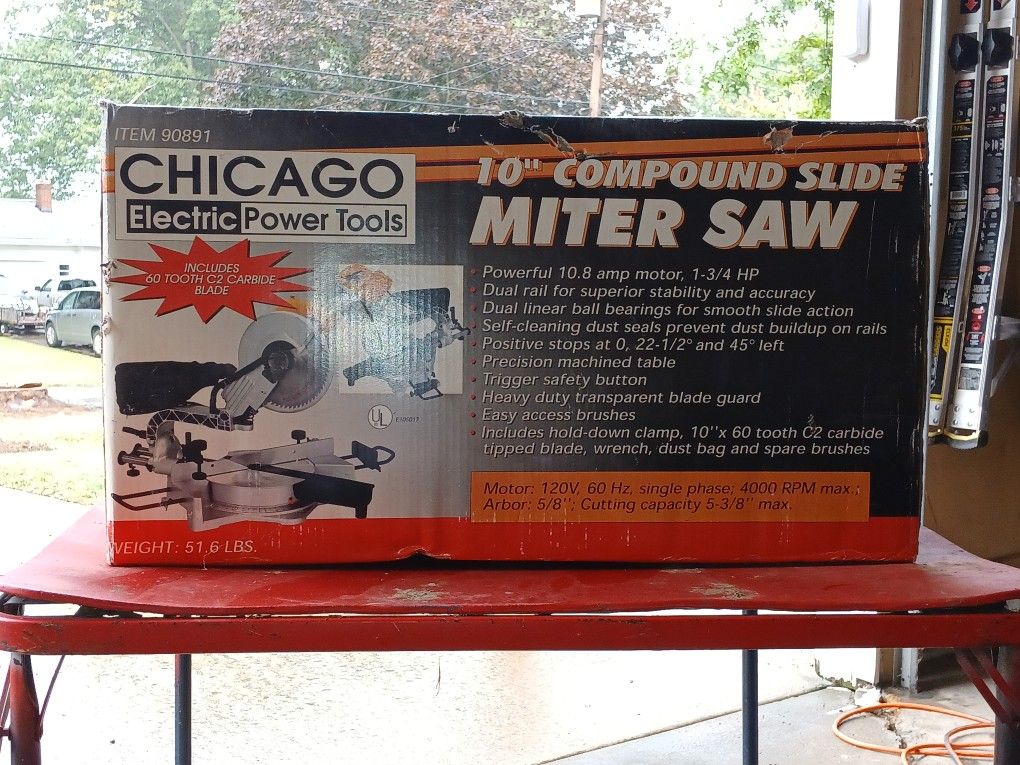 ITEM 90891
CHICAGO
Electric Power Tools
10" COMPOUND SLIDE
MITER SAW
INCLUDES
60 TOOTH C2 CARBIDE
BLADE
• Powerful 10.8 amp motor, 1-3/4 HP
• Dual rail for superior stability and accuracy
• Dual linear ball bearings for smooth slide action
• Self-cleaning dust seals prevent dust buildup on rails
• Positive stops at 0, 22-1/2° and 45° left
• Precision machined table
• Trigger safety button
• Heavy duty transparent blade guard
• Easy access brushes
• Includes hold-down clamp, 10''x 60 tooth C2 carbide
tipped blade, wrench, dust bag and spare brushes
UL
Motor: 120V, 60 Hz, single phase; 4000 RPM max.;
Arbor: 5/8''; Cutting capacity 5-3/8'' max.
WEIGHT: 51.6 LBS.